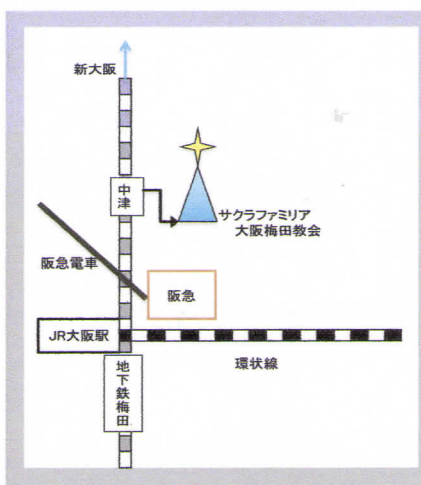 新大阪
中津
サクラファミリア
大阪梅田教会
阪急電車
阪急
JR大阪駅
環状線
地下鉄梅田